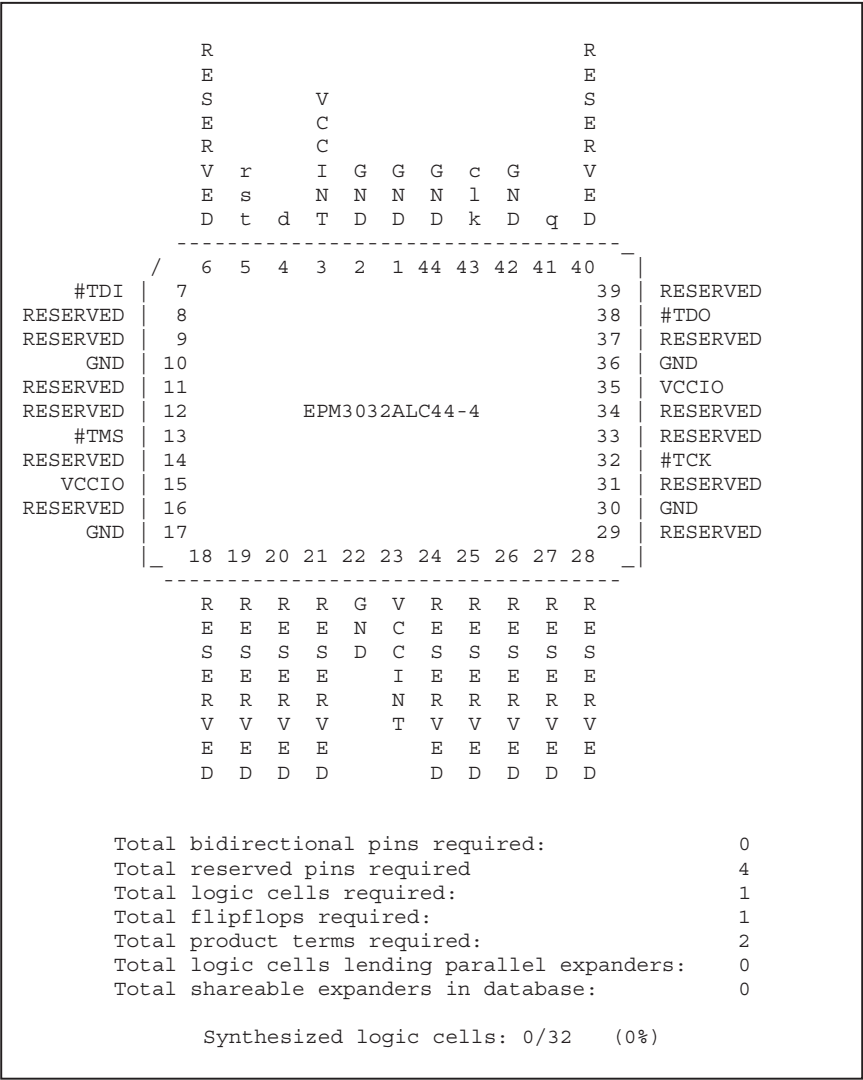 R R
E E
S V S
E C E
R C R
V r I G G G c G V
E s N N N N l N E
D t d T D D D k D q D
-----------------------------------_
/ 6 5 4 3 2 1 44 43 42 41 40 |
#TDI | 7 39 | RESERVED
RESERVED | 8 38 | #TDO
RESERVED | 9 37 | RESERVED
GND | 10 36 | GND
RESERVED | 11 35 | VCCIO
RESERVED | 12 EPM3032ALC44-4 34 | RESERVED
#TMS | 13 33 | RESERVED
RESERVED | 14 32 | #TCK
VCCIO | 15 31 | RESERVED
RESERVED | 16 30 | GND
GND | 17 29 | RESERVED
|_ 18 19 20 21 22 23 24 25 26 27 28 _|
------------------------------------
R R R R G V R R R R R
E E E E N C E E E E E
S S S S D C S S S S S
E E E E I E E E E E
R R R R N R R R R R
V V V V T V V V V V
E E E E E E E E E
D D D D D D D D D
Total bidirectional pins required: 0
Total reserved pins required 4
Total logic cells required: 1
Total flipflops required: 1
Total product terms required: 2
Total logic cells lending parallel expanders: 0
Total shareable expanders in database: 0
Synthesized logic cells: 0/32 (0%)